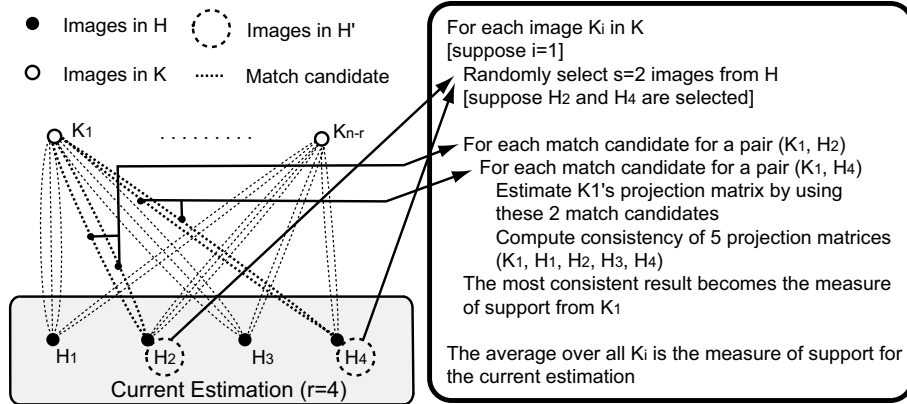 Images in H
Images in H'
Images in K
Match candidate
K1
Kn-r
H1
H2
H3
H4
Current Estimation (r=4)
For each image Ki in K
[suppose i=1]
Randomly select s=2 images from H
[suppose H2 and H4 are selected]
For each match candidate for a pair (K1, H2)
For each match candidate for a pair (K1, H4)
Estimate K1's projection matrix by using
these 2 match candidates
Compute consistency of 5 projection matrices
(K1, H1, H2, H3, H4)
The most consistent result becomes the measure
of support from K1
The average over all Ki is the measure of support for
the current estimation